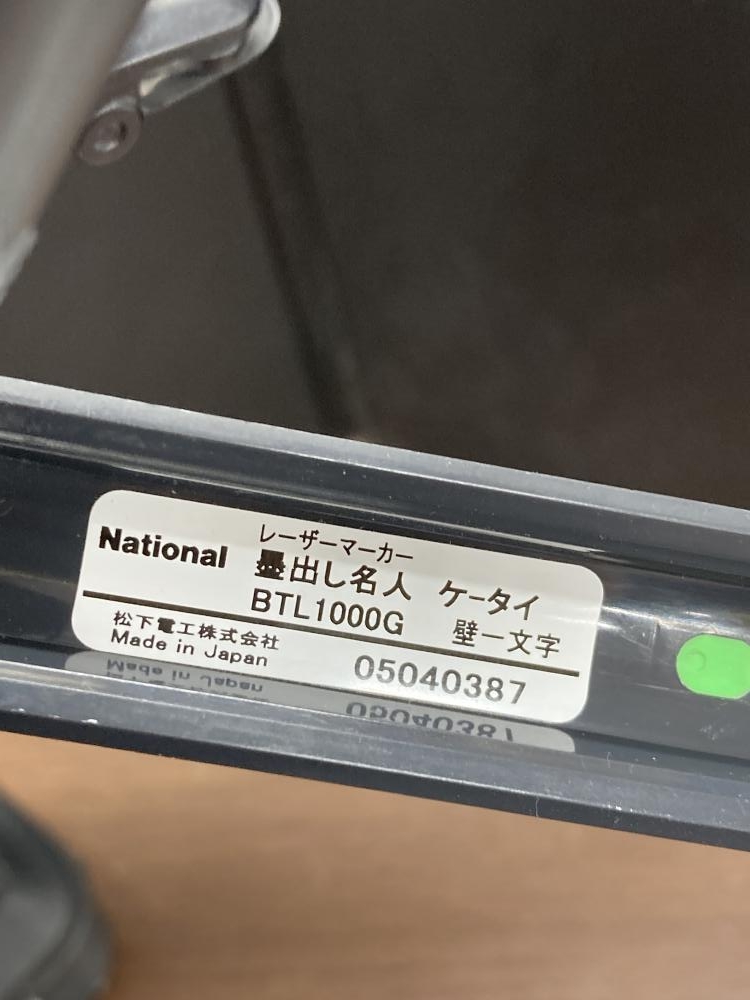 National
レーザーマーカー
墨出し名人 ケータイ
BTL1000G 壁一文字
松下電工株式会社
Made in Japan
05040387